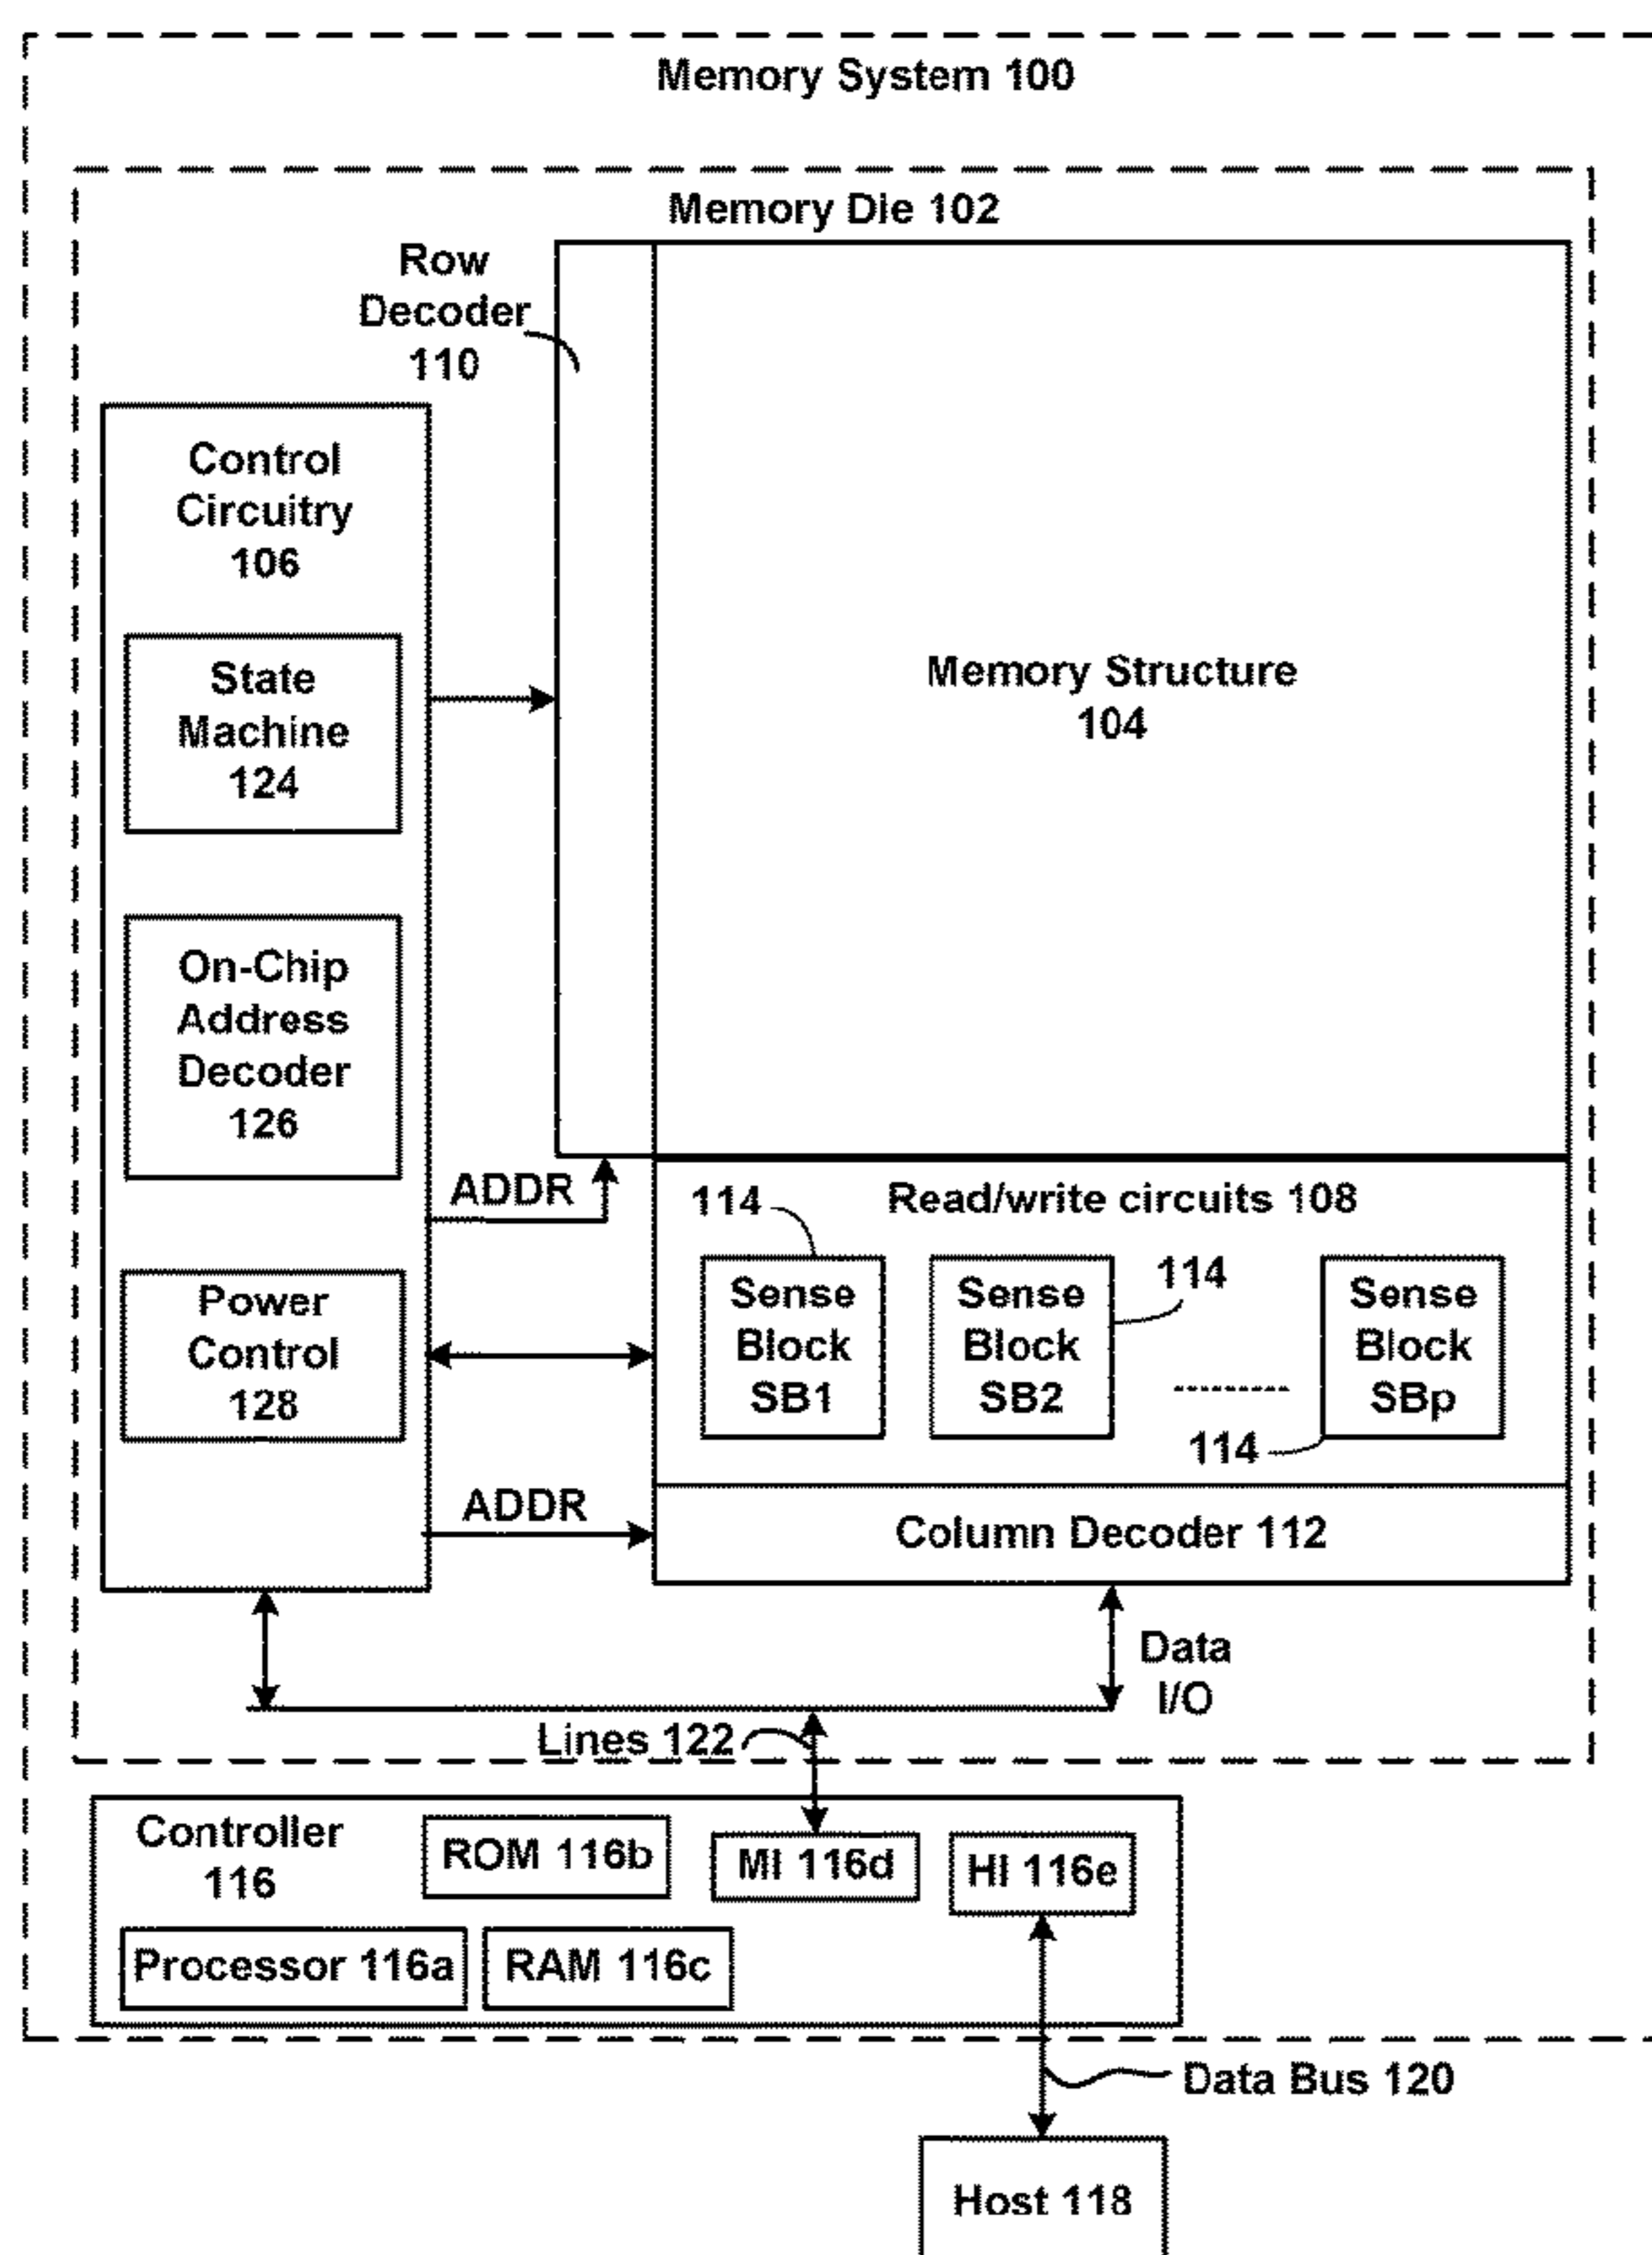 Memory System 100
Memory Die 102
Row
Decoder
110
Control
Circuitry
106
State
Machine
124
On-Chip
Address
Decoder
126
Power
Control
128
Memory Structure
104
ADDR
ADDR
Read/write circuits 108
114
Sense
Block
SB1
Sense
Block
SB2
114
Sense
Block
SBp
114
Column Decoder 112
Data
I/O
Lines 122
Controller
116
ROM 116b
MI 116d
HI 116e
Processor 116a
RAM 116c
Data Bus 120
Host 118